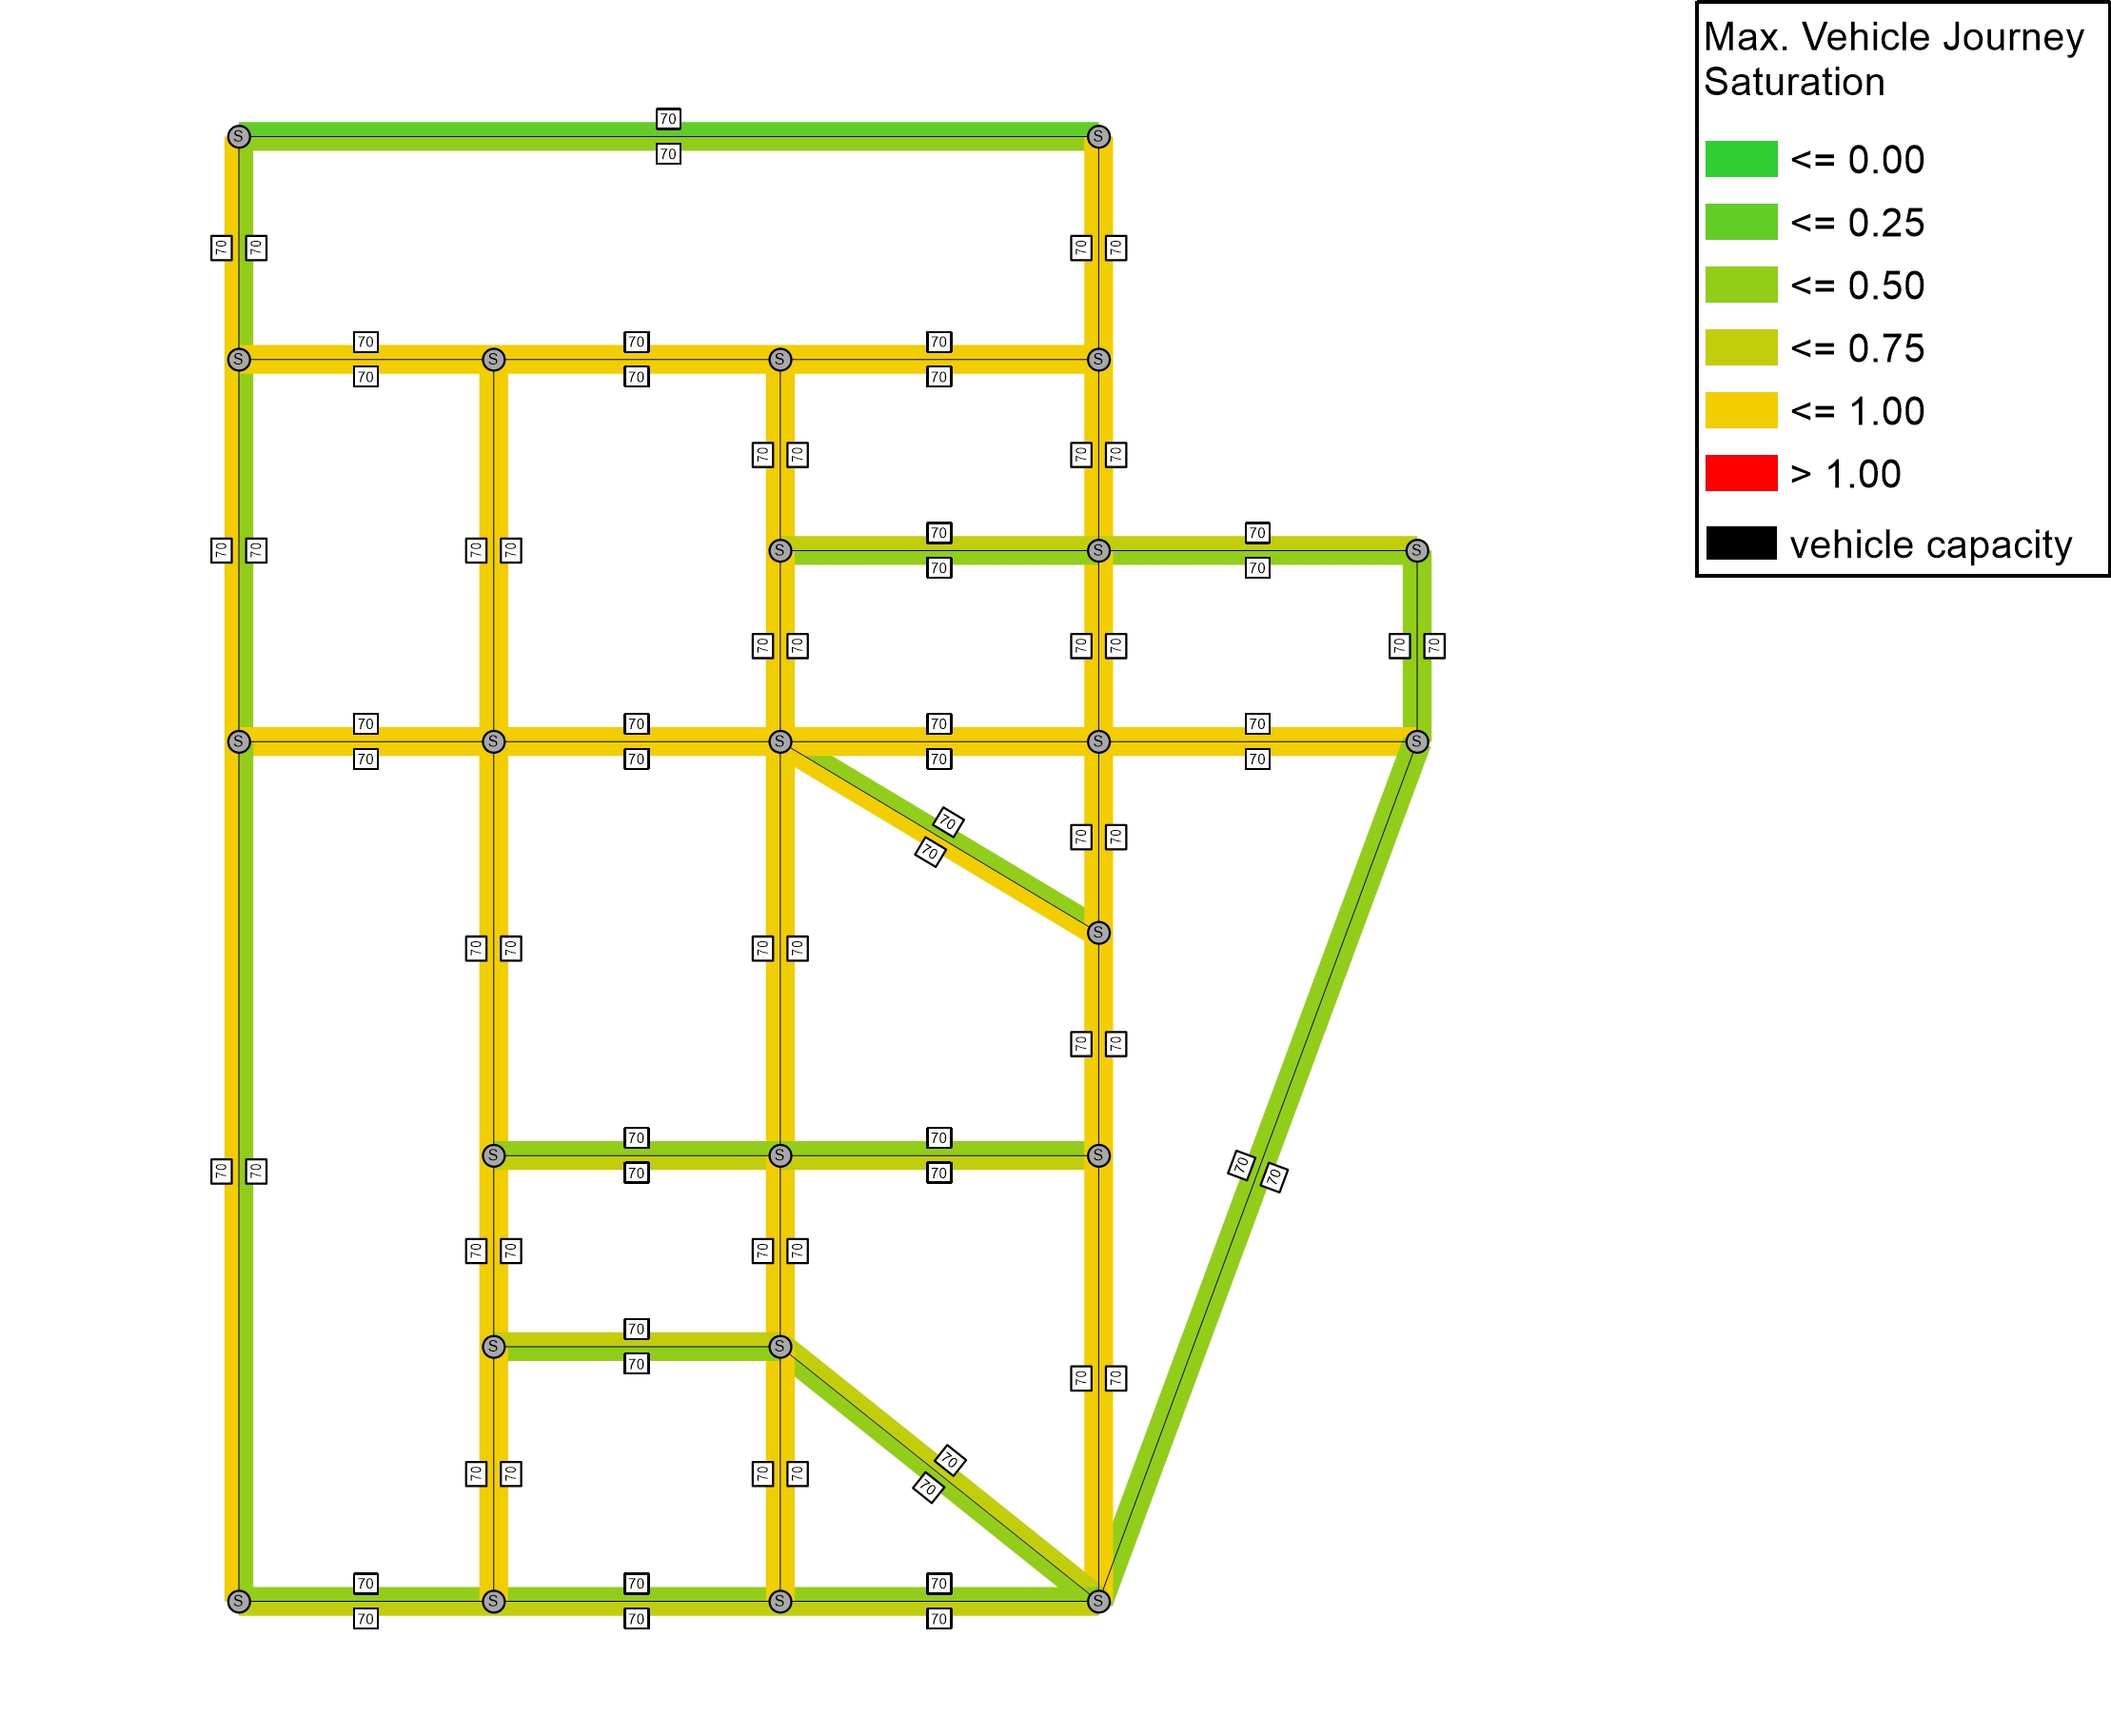 Max. Vehicle Journey
Saturation
<= 0.00
<= 0.25
<= 0.50
<= 0.75
<= 1.00
> 1.00
vehicle capacity
70
S S
70
70 70 70 70
70 70 70
S S S S
70 70 70
70 70 70 70
70 70
70 70 70 70 S S S
70 70
70 70 70 70 70 70
70 70 70 70
S S S S S
70 70 70 70
70
70 70
70
S
70 70 70 70
70 70
70 70
S S S
70 70 70 70 70 70
70 70 70 70
70
S S
70
70 70
70
70 70 70 70
70
70 70 70
S S S S
70 70 70